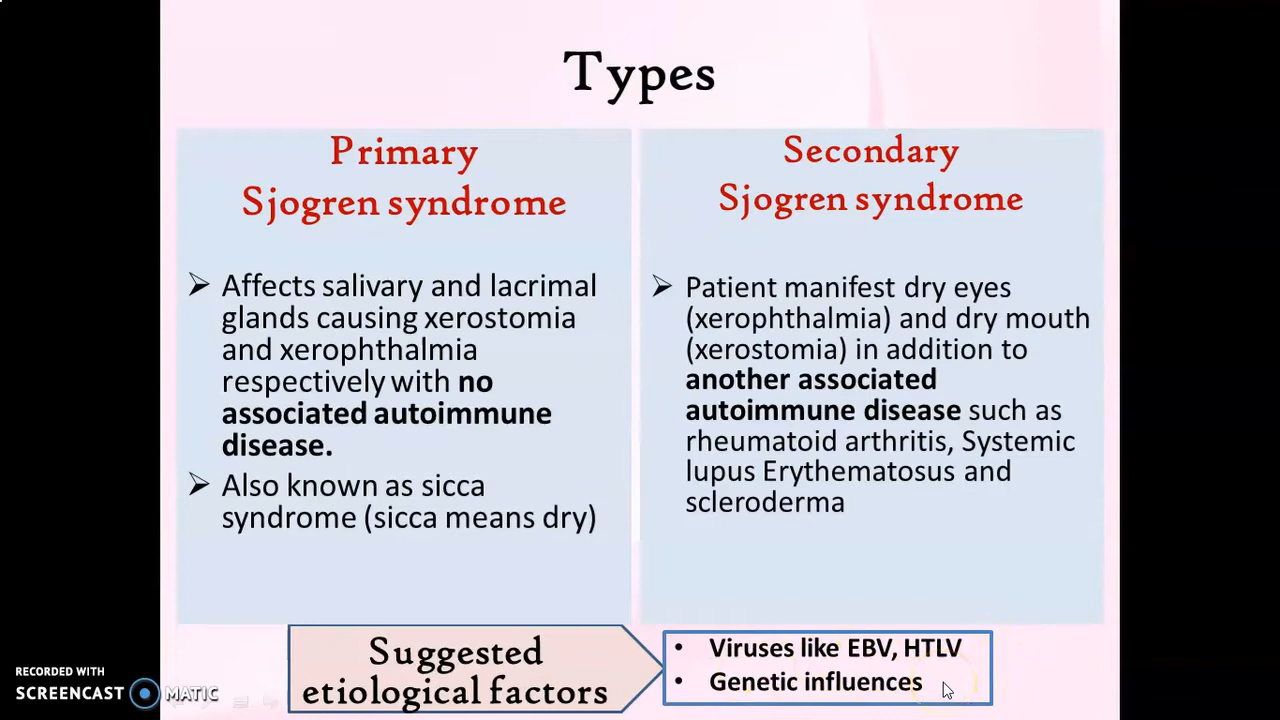 Types
Primary
Sjogren syndrome
➢ Affects salivary and lacrimal
glands causing xerostomia
and xerophthalmia
respectively with no
associated autoimmune
disease.
➢ Also known as sicca
syndrome (sicca means dry)
Secondary
Sjogren syndrome
➢ Patient manifest dry eyes
(xerophthalmia) and dry mouth
(xerostomia) in addition to
another associated
autoimmune disease such as
rheumatoid arthritis, Systemic
lupus Erythematosus and
scleroderma
Suggested
etiological factors
• Viruses like EBV, HTLV
• Genetic influences
RECORDED WITH
SCREENCAST MATIC